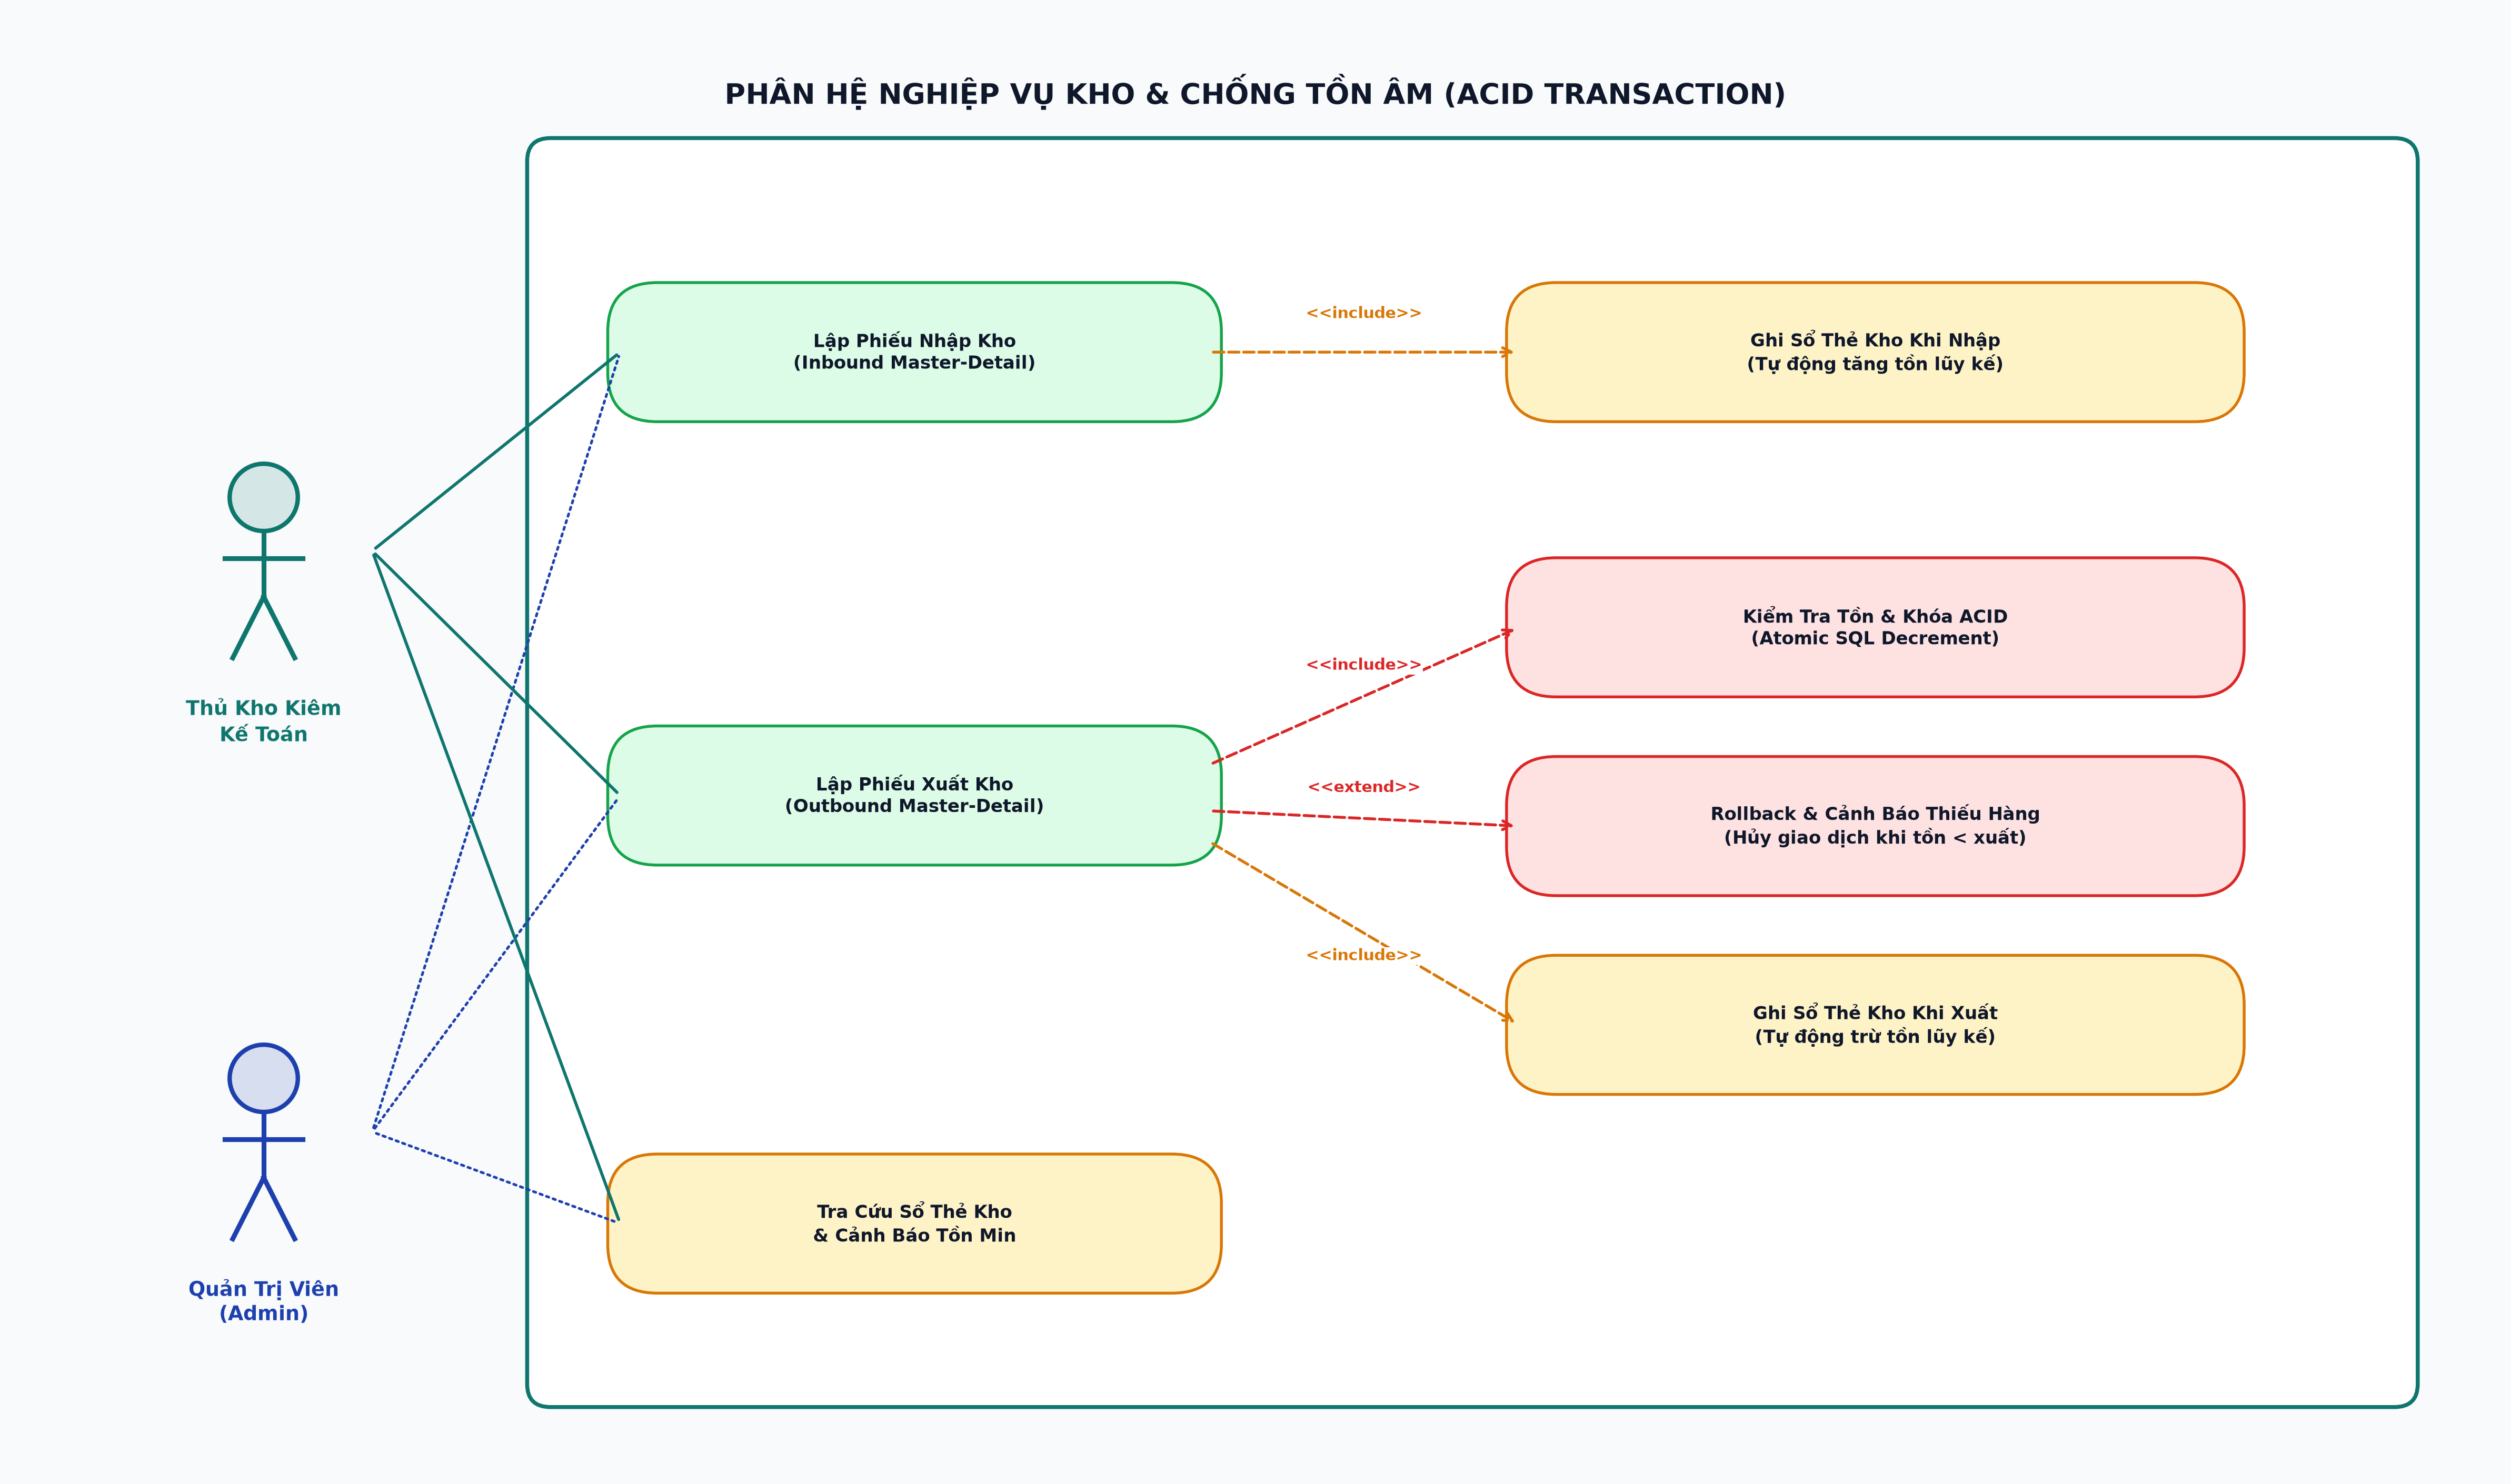 PHÂN HỆ NGHIỆP VỤ KHO & CHỐNG TỒN ÂM (ACID TRANSACTION)
Lập Phiếu Nhập Kho
(Inbound Master-Detail)
<<include>>
Ghi Sổ Thẻ Kho Khi Nhập
(Tự động tăng tồn lũy kế)
Thủ Kho Kiêm
Kế Toán
Kiểm Tra Tồn & Khóa ACID
(Atomic SQL Decrement)
<<include>>
Lập Phiếu Xuất Kho
(Outbound Master-Detail)
<<extend>>
Rollback & Cảnh Báo Thiếu Hàng
(Hủy giao dịch khi tồn < xuất)
<<include>>
Ghi Sổ Thẻ Kho Khi Xuất
(Tự động trừ tồn lũy kế)
Quản Trị Viên
(Admin)
Tra Cứu Sổ Thẻ Kho
& Cảnh Báo Tồn Min